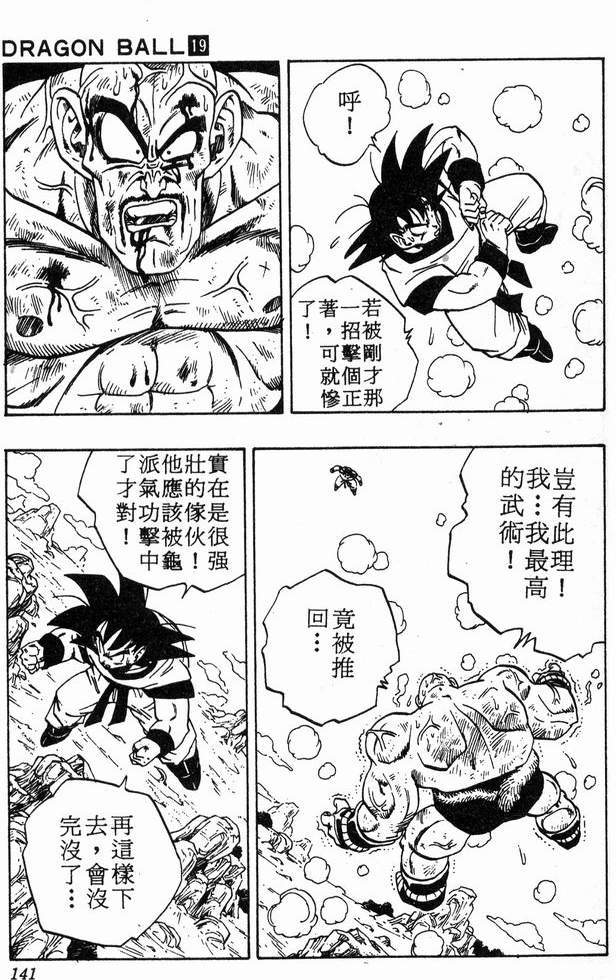 DRAGON BALL 19
呼！
若被剛才那
一招擊個正
著，可就慘
了！
豈有此理！
我…我最高
的武術！
竟被推
回…
實在是很强
壯的傢伙！
他應該被龜
派氣功擊中
了才對！
再這樣下
去，會沒
完沒了…
141